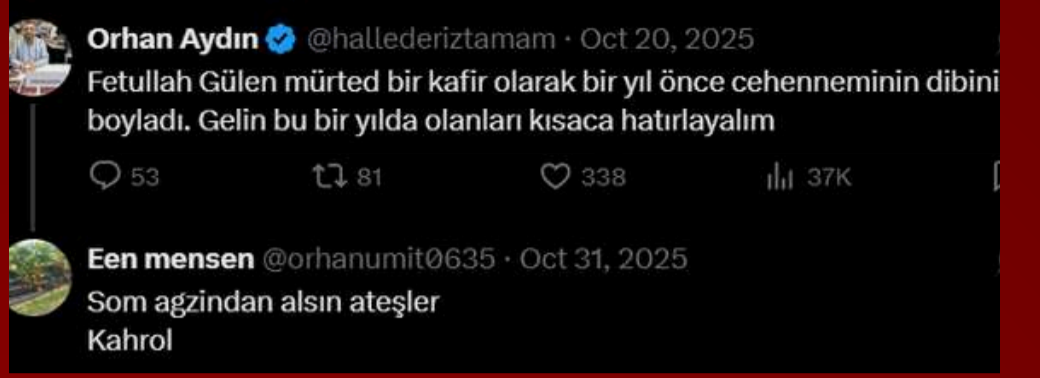 Orhan Aydın @hallederiztamam · Oct 20, 2025
Fetullah Gülen mürted bir kafir olarak bir yıl önce cehenneminin dibini
boyladı. Gelin bu bir yılda olanları kısaca hatırlayalım
53 81 338 37K
Een mensen @orhanumit0635 · Oct 31, 2025
Som agzindan alsın ateşler
Kahrol